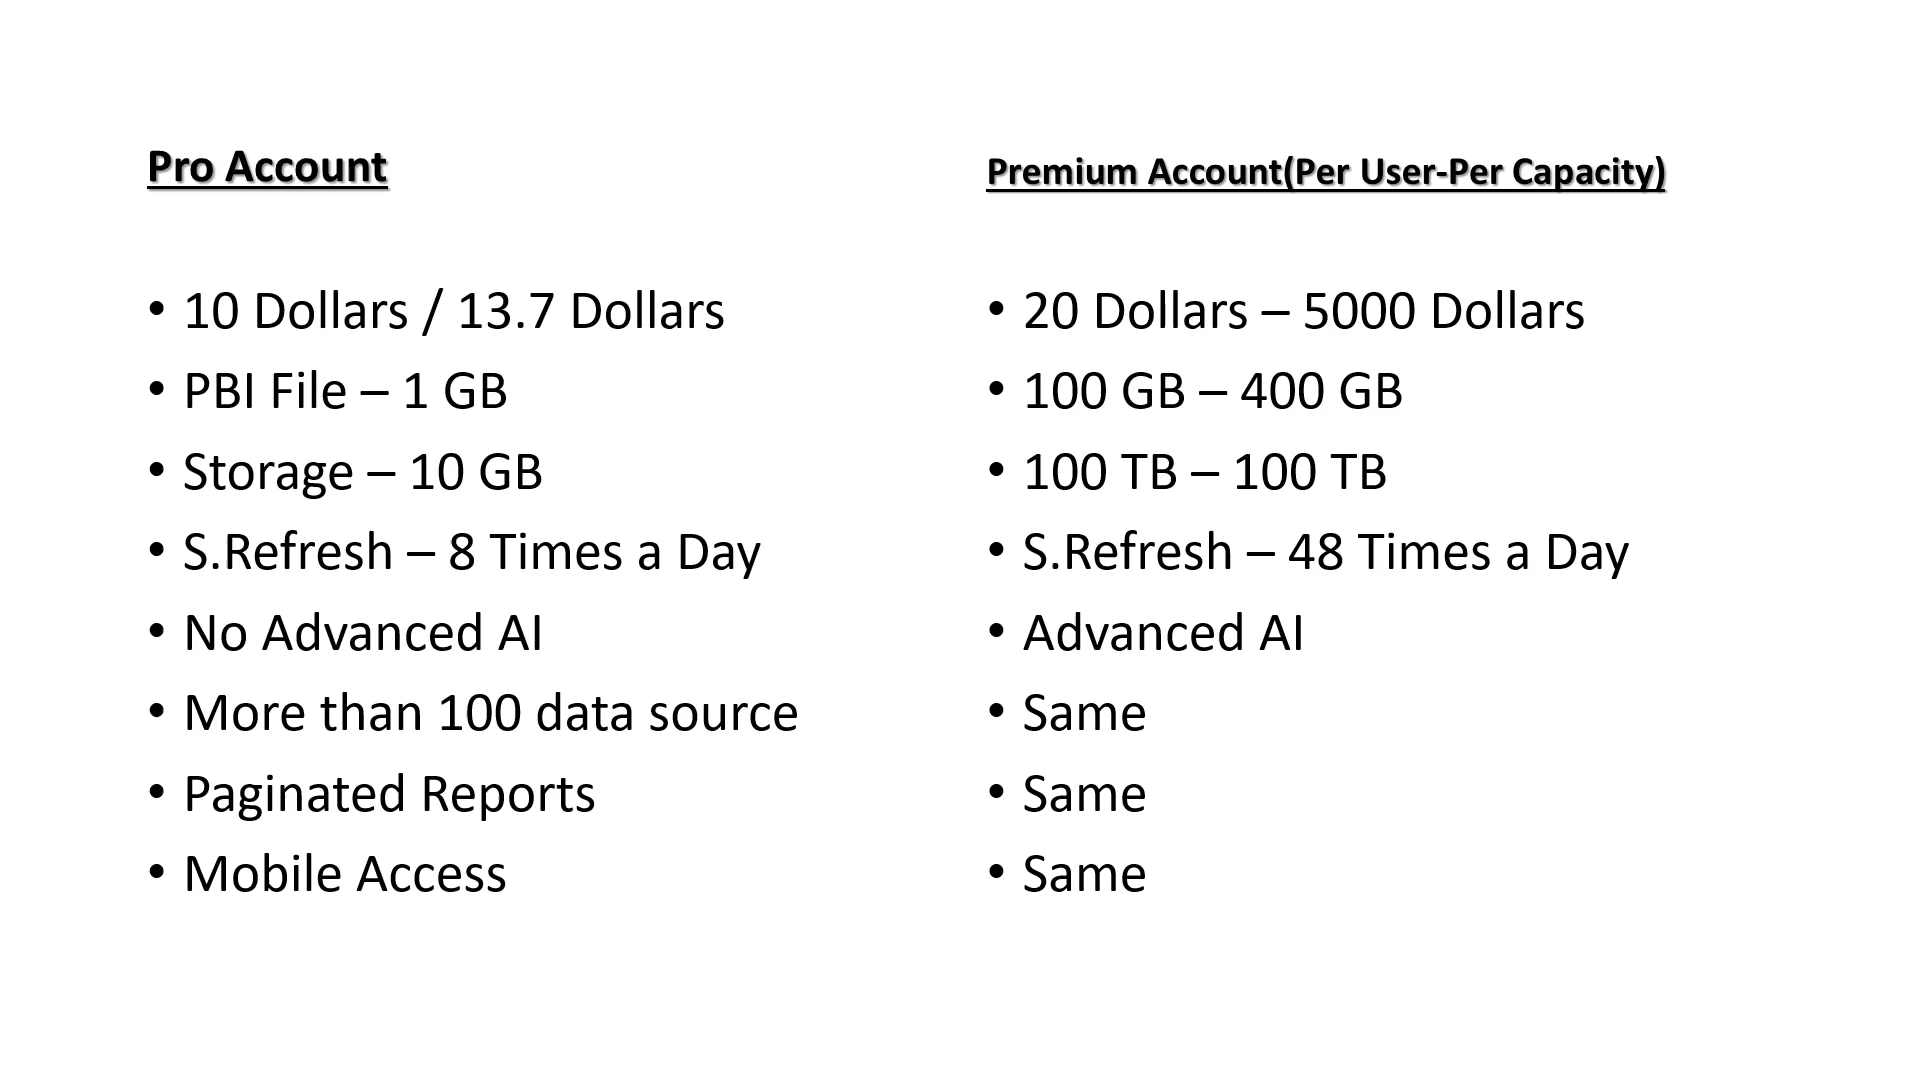 Pro Account
• 10 Dollars / 13.7 Dollars
• PBI File – 1 GB
• Storage – 10 GB
• S.Refresh – 8 Times a Day
• No Advanced AI
• More than 100 data source
• Paginated Reports
• Mobile Access
Premium Account(Per User-Per Capacity)
• 20 Dollars – 5000 Dollars
• 100 GB – 400 GB
• 100 TB – 100 TB
• S.Refresh – 48 Times a Day
• Advanced AI
• Same
• Same
• Same